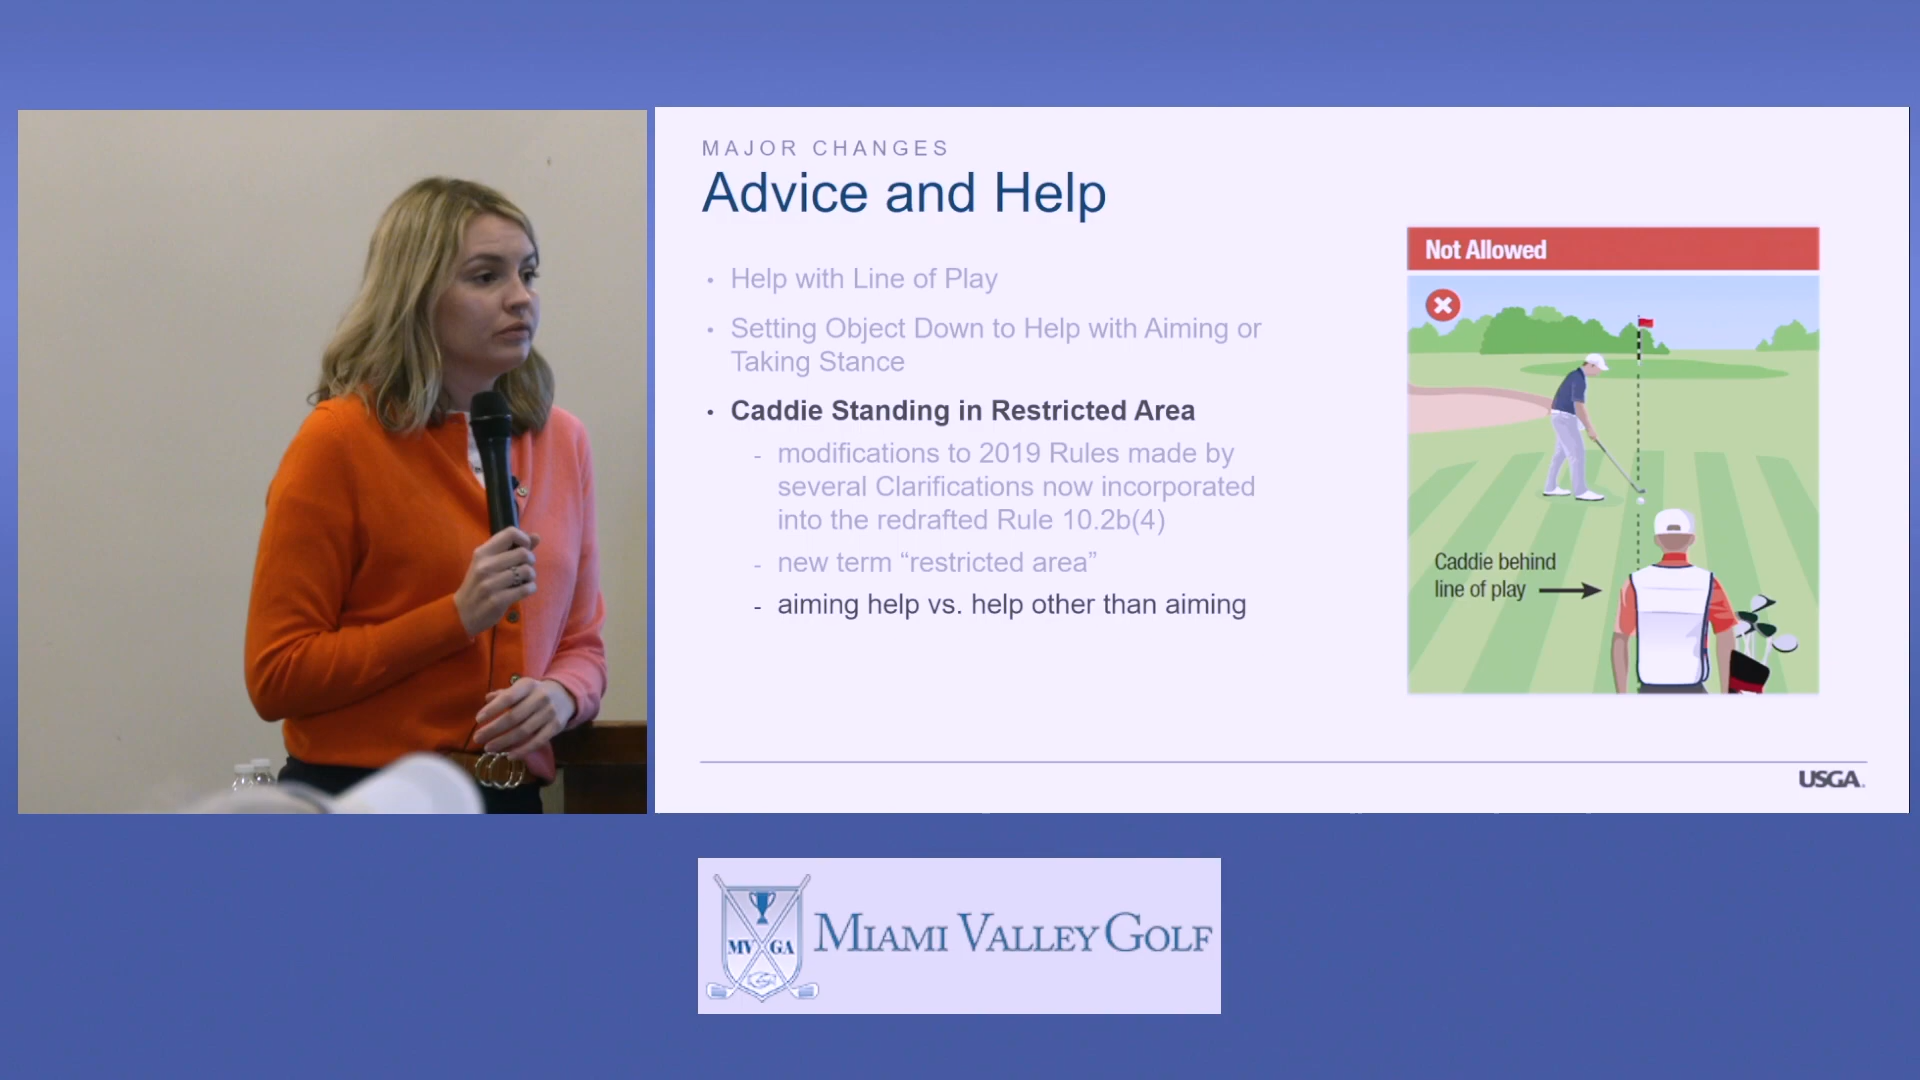 MAJOR CHANGES
Advice and Help
• Help with Line of Play
• Setting Object Down to Help with Aiming or
Taking Stance
• Caddie Standing in Restricted Area
- modifications to 2019 Rules made by
several Clarifications now incorporated
into the redrafted Rule 10.2b(4)
- new term “restricted area”
- aiming help vs. help other than aiming
Not Allowed
Caddie behind
line of play
USGA.
MV GA
MIAMI VALLEY GOLF